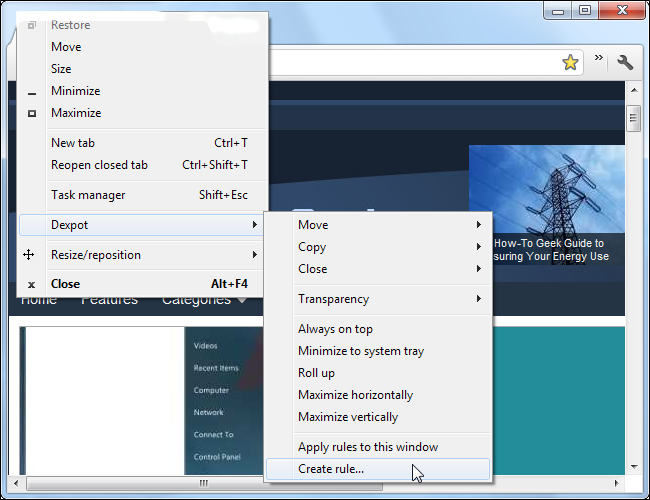 Restore
Move
Size
Minimize
Maximize
New tab Ctrl+T
Reopen closed tab Ctrl+Shift+T
Task manager Shift+Esc
Dexpot
Resize/reposition
Close Alt+F4
Move
Copy
Close
Transparency
Always on top
Minimize to system tray
Roll up
Maximize horizontally
Maximize vertically
Apply rules to this window
Create rule...
How-To Geek Guide to
suring Your Energy Use
Home Features Categories
Videos
Recent Items
Computer
Network
Connect To
Control Panel